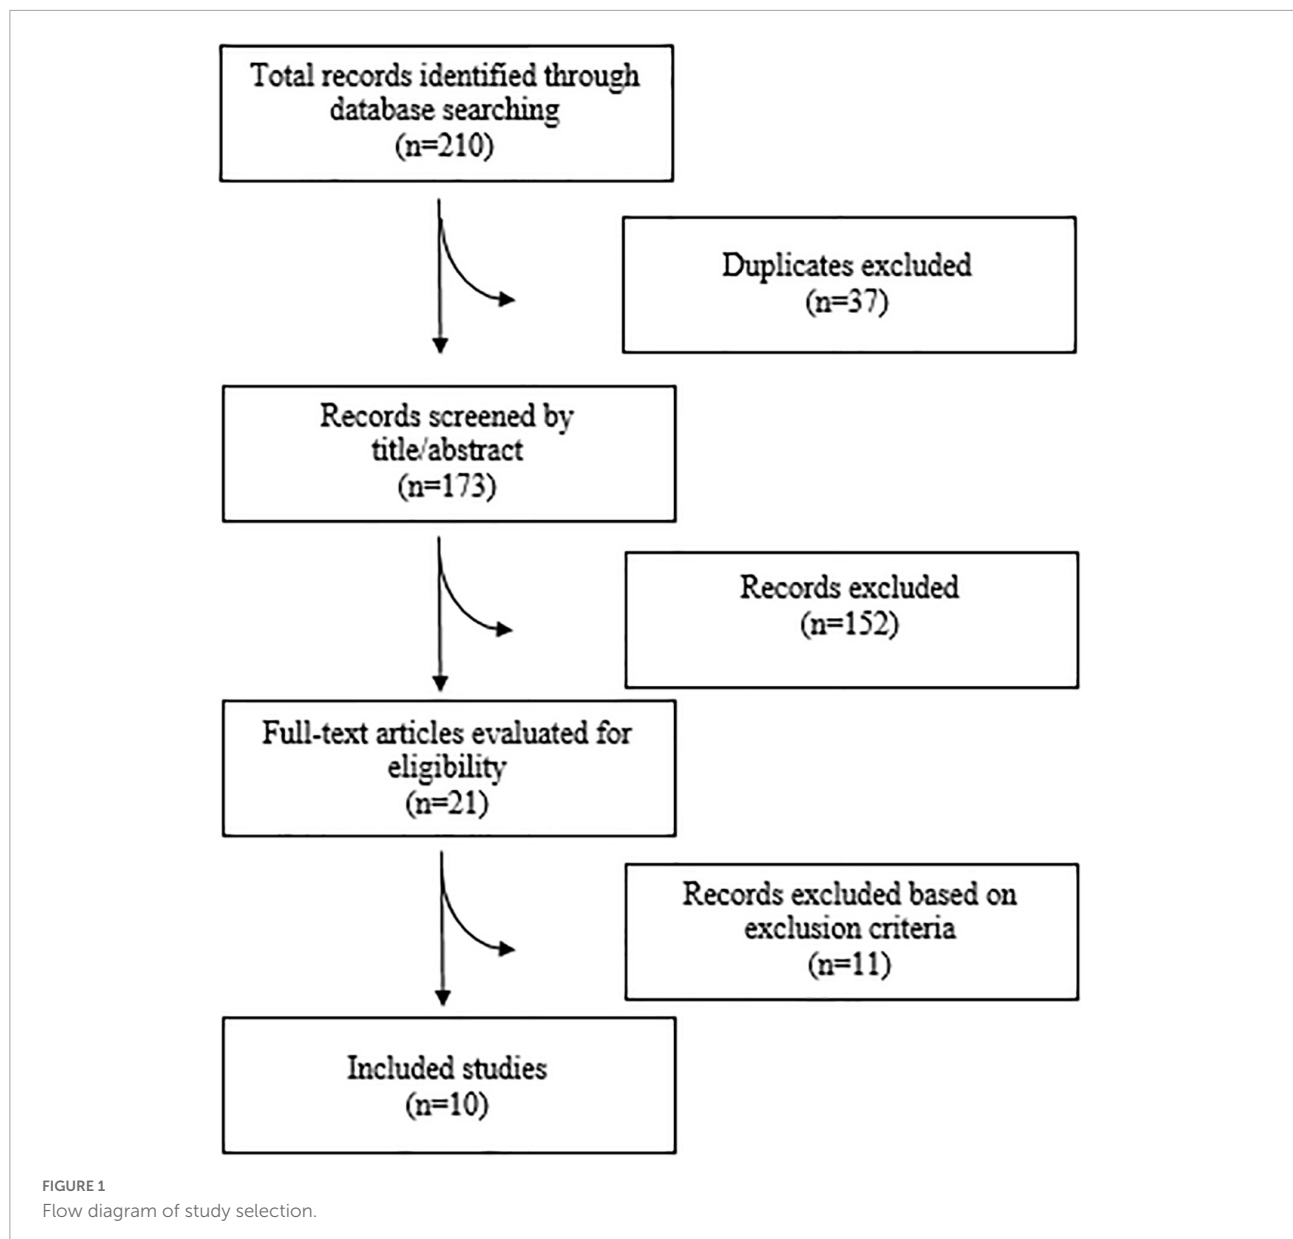 Total records identified through
database searching
(n=210)
Duplicates excluded
(n=37)
Records screened by
title/abstract
(n=173)
Records excluded
(n=152)
Full-text articles evaluated for
eligibility
(n=21)
Records excluded based on
exclusion criteria
(n=11)
Included studies
(n=10)
FIGURE 1
Flow diagram of study selection.